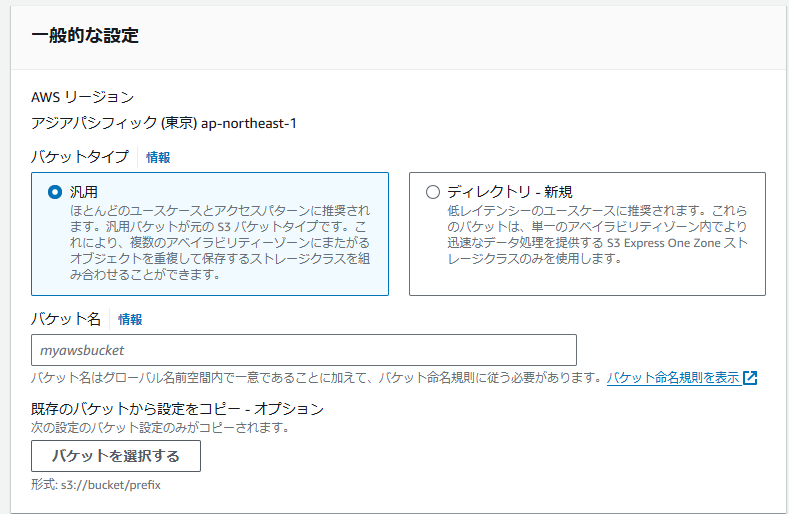 一般的な設定
AWS リージョン
アジアパシフィック (東京) ap-northeast-1
バケットタイプ 情報
汎用
ほとんどのユースケースとアクセスパターンに推奨され
ます。汎用バケットが元の S3 バケットタイプです。こ
れにより、複数のアベイラビリティーゾーンにまたがる
オブジェクトを重複して保存するストレージクラスを組
み合わせることができます。
ディレクトリ - 新規
低レイテンシーのユースケースに推奨されます。これら
のバケットは、単一のアベイラビリティゾーン内でより
迅速なデータ処理を提供する S3 Express One Zone スト
レージクラスのみを使用します。
バケット名 情報
myawsbucket
バケット名はグローバル名前空間内で一意であることに加えて、バケット命名規則に従う必要があります。バケット命名規則を表示
既存のバケットから設定をコピー - オプション
次の設定のバケット設定のみがコピーされます。
バケットを選択する
形式: s3://bucket/prefix